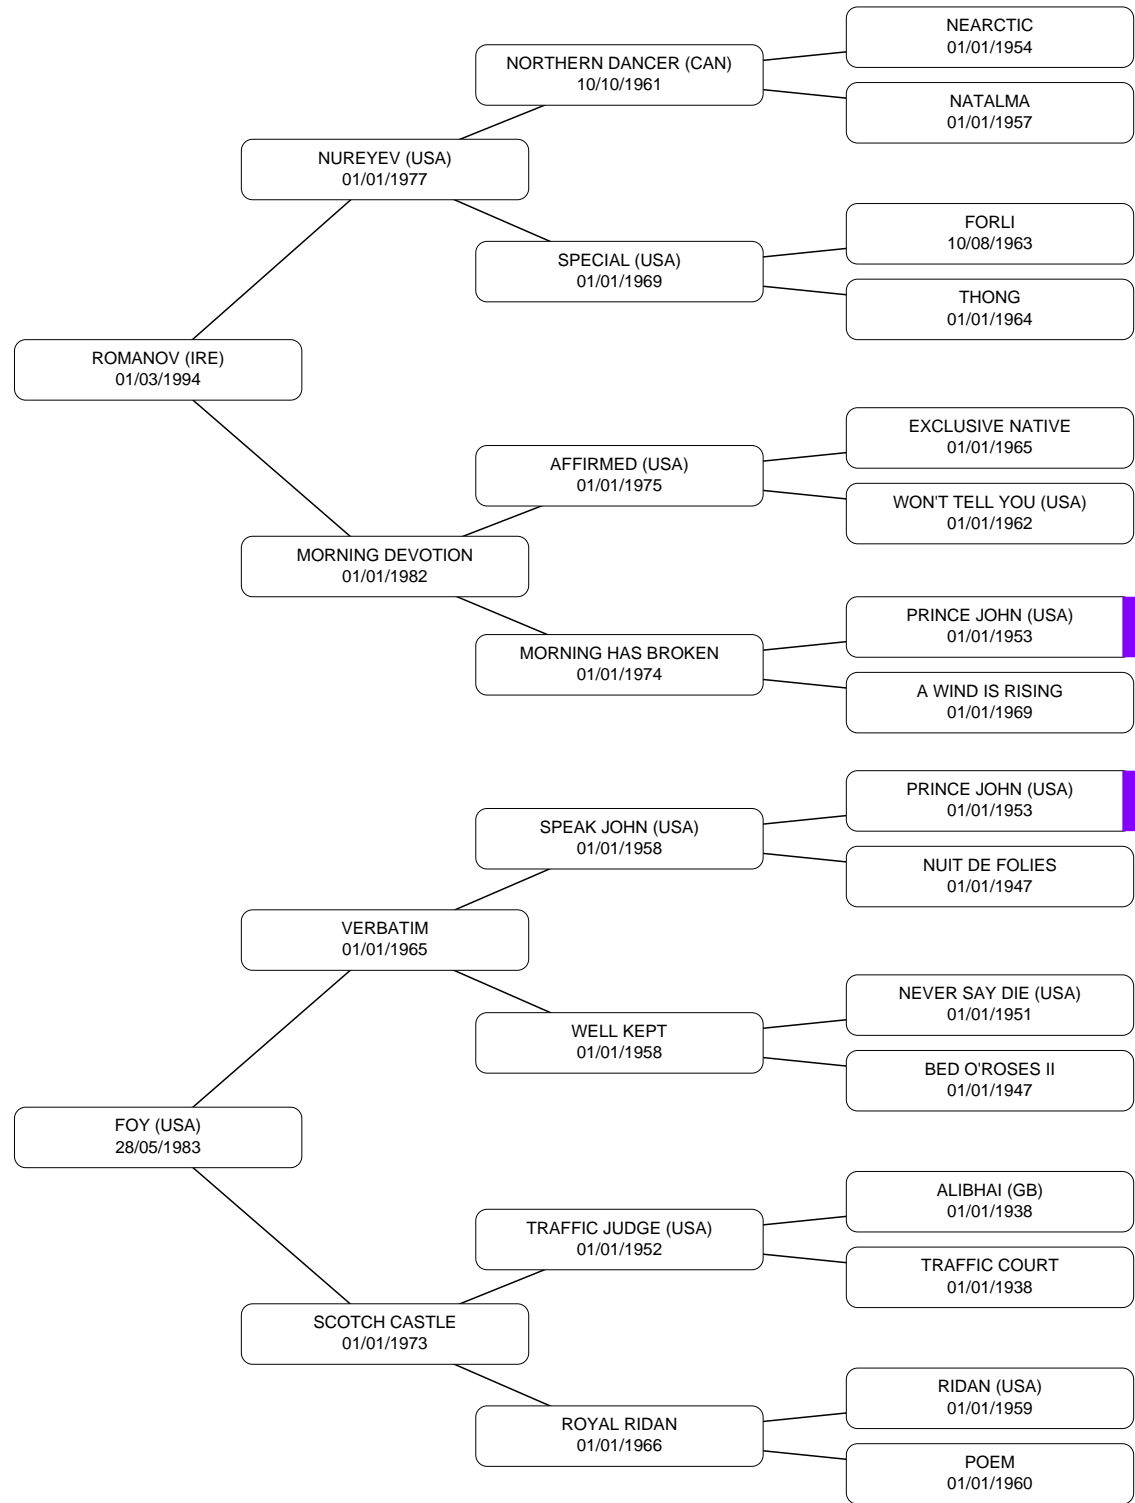 NEARCTIC
01/01/1954
NORTHERN DANCER (CAN)
10/10/1961
NATALMA
01/01/1957
NUREYEV (USA)
01/01/1977
FORLI
10/08/1963
SPECIAL (USA)
01/01/1969
THONG
01/01/1964
ROMANOV (IRE)
01/03/1994
EXCLUSIVE NATIVE
01/01/1965
AFFIRMED (USA)
01/01/1975
WON'T TELL YOU (USA)
01/01/1962
MORNING DEVOTION
01/01/1982
PRINCE JOHN (USA)
01/01/1953
MORNING HAS BROKEN
01/01/1974
A WIND IS RISING
01/01/1969
PRINCE JOHN (USA)
01/01/1953
SPEAK JOHN (USA)
01/01/1958
NUIT DE FOLIES
01/01/1947
VERBATIM
01/01/1965
NEVER SAY DIE (USA)
01/01/1951
WELL KEPT
01/01/1958
BED O'ROSES II
01/01/1947
FOY (USA)
28/05/1983
ALIBHAI (GB)
01/01/1938
TRAFFIC JUDGE (USA)
01/01/1952
TRAFFIC COURT
01/01/1938
SCOTCH CASTLE
01/01/1973
RIDAN (USA)
01/01/1959
ROYAL RIDAN
01/01/1966
POEM
01/01/1960